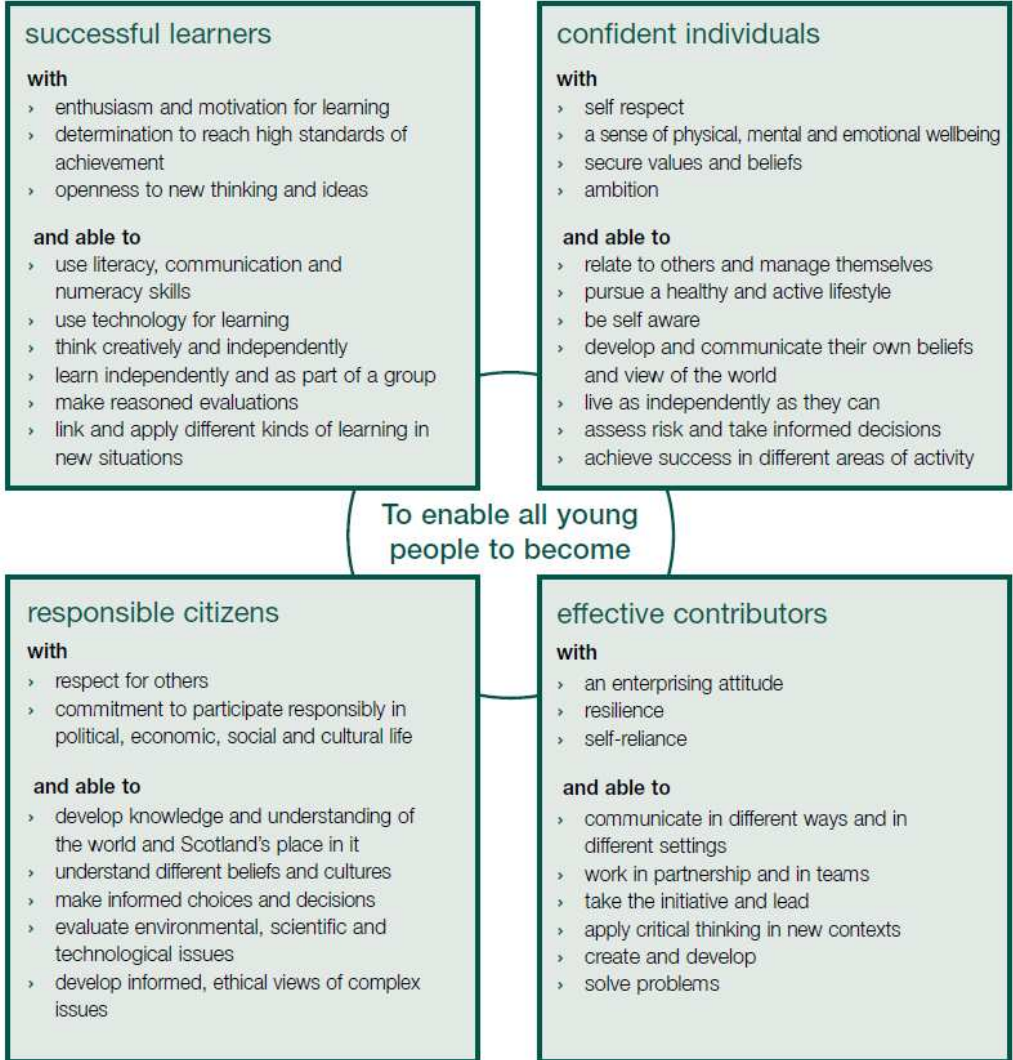 successful learners
with
› enthusiasm and motivation for learning
› determination to reach high standards of
achievement
› openness to new thinking and ideas
and able to
› use literacy, communication and
numeracy skills
› use technology for learning
› think creatively and independently
› learn independently and as part of a group
› make reasoned evaluations
› link and apply different kinds of learning in
new situations
confident individuals
with
› self respect
› a sense of physical, mental and emotional wellbeing
› secure values and beliefs
› ambition
and able to
› relate to others and manage themselves
› pursue a healthy and active lifestyle
› be self aware
› develop and communicate their own beliefs
and view of the world
› live as independently as they can
› assess risk and take informed decisions
› achieve success in different areas of activity
To enable all young
people to become
responsible citizens
with
› respect for others
› commitment to participate responsibly in
political, economic, social and cultural life
and able to
› develop knowledge and understanding of
the world and Scotland's place in it
› understand different beliefs and cultures
› make informed choices and decisions
› evaluate environmental, scientific and
technological issues
› develop informed, ethical views of complex
issues
effective contributors
with
› an enterprising attitude
› resilience
› self-reliance
and able to
› communicate in different ways and in
different settings
› work in partnership and in teams
› take the initiative and lead
› apply critical thinking in new contexts
› create and develop
› solve problems